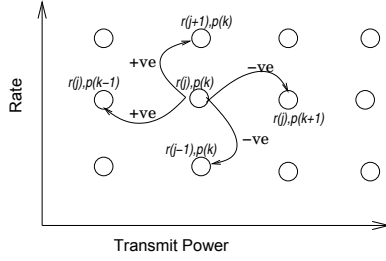 r(j+1),p(k)
+ve
−ve
r(j),p(k−1)
r(j),p(k)
Rate
+ve
r(j),p(k+1)
−ve
r(j−1),p(k)
Transmit Power